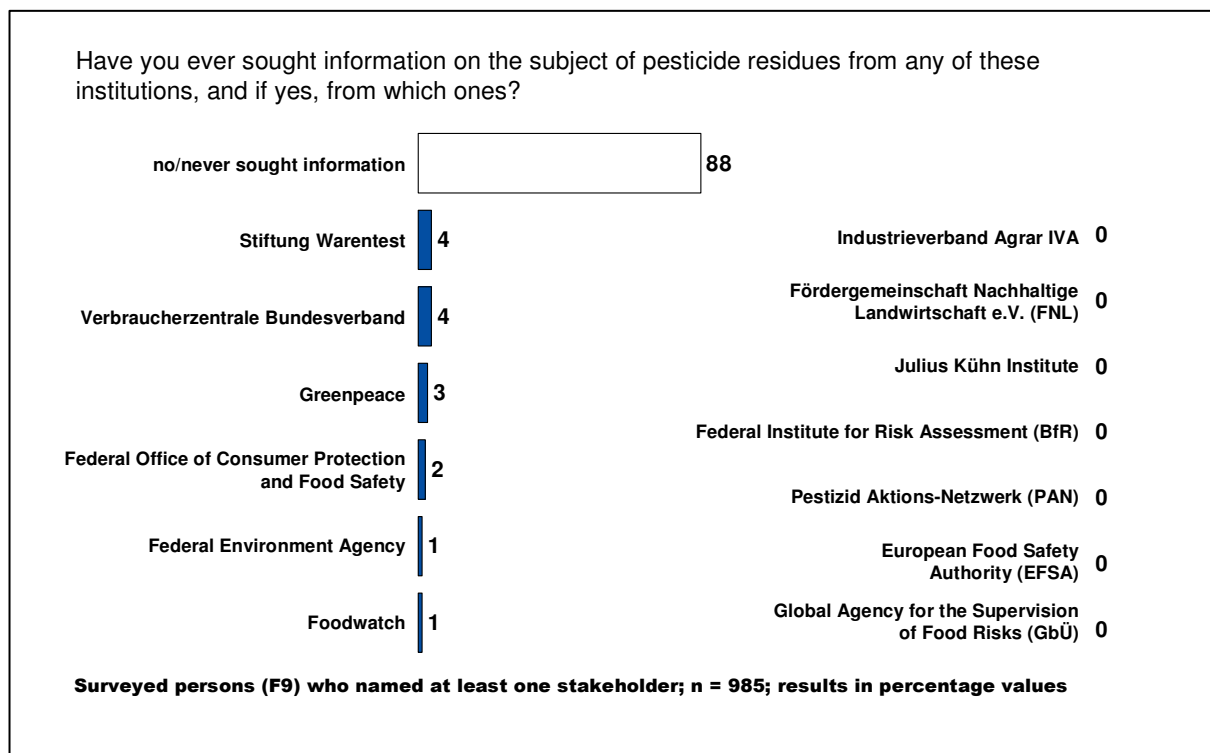 Have you ever sought information on the subject of pesticide residues from any of these
institutions, and if yes, from which ones?
no/never sought information 88
Stiftung Warentest 4
Verbraucherzentrale Bundesverband 4
Greenpeace 3
Federal Office of Consumer Protection
and Food Safety 2
Federal Environment Agency 1
Foodwatch 1
Industrieverband Agrar IVA 0
Fördergemeinschaft Nachhaltige
Landwirtschaft e.V. (FNL) 0
Julius Kühn Institute 0
Federal Institute for Risk Assessment (BfR) 0
Pestizid Aktions-Netzwerk (PAN) 0
European Food Safety
Authority (EFSA) 0
Global Agency for the Supervision
of Food Risks (GbÜ) 0
Surveyed persons (F9) who named at least one stakeholder; n = 985; results in percentage values